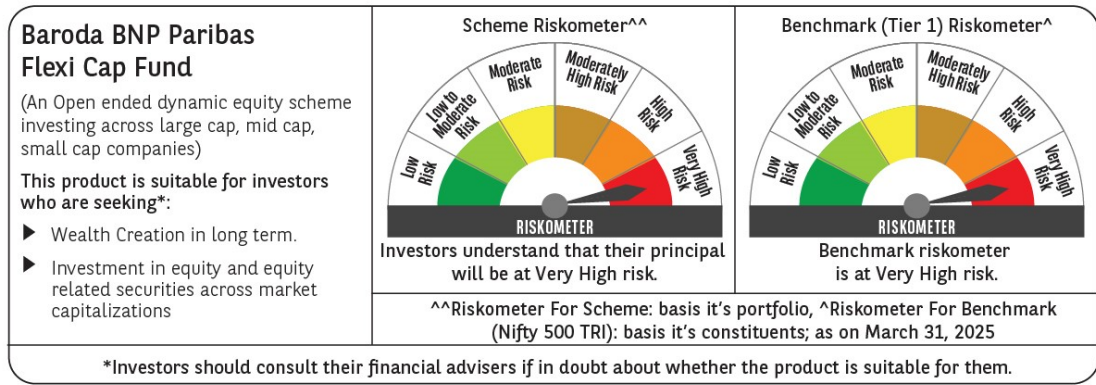 Baroda BNP Paribas
Flexi Cap Fund
(An Open ended dynamic equity scheme
investing across large cap, mid cap,
small cap companies)
This product is suitable for investors
who are seeking*:
▶ Wealth Creation in long term.
▶ Investment in equity and equity
related securities across market
capitalizations
Scheme Riskometer^^
Low
Risk
Low to
Moderate
Risk
Moderate
Risk
Moderately
High Risk
High
Risk
Very High
Risk
RISKOMETER
Investors understand that their principal
will be at Very High risk.
Benchmark (Tier 1) Riskometer^
Low
Risk
Low to
Moderate
Risk
Moderate
Risk
Moderately
High Risk
High
Risk
Very High
Risk
RISKOMETER
Benchmark riskometer
is at Very High risk.
^^Riskometer For Scheme: basis it's portfolio, ^Riskometer For Benchmark
(Nifty 500 TRI): basis it's constituents; as on March 31, 2025
*Investors should consult their financial advisers if in doubt about whether the product is suitable for them.